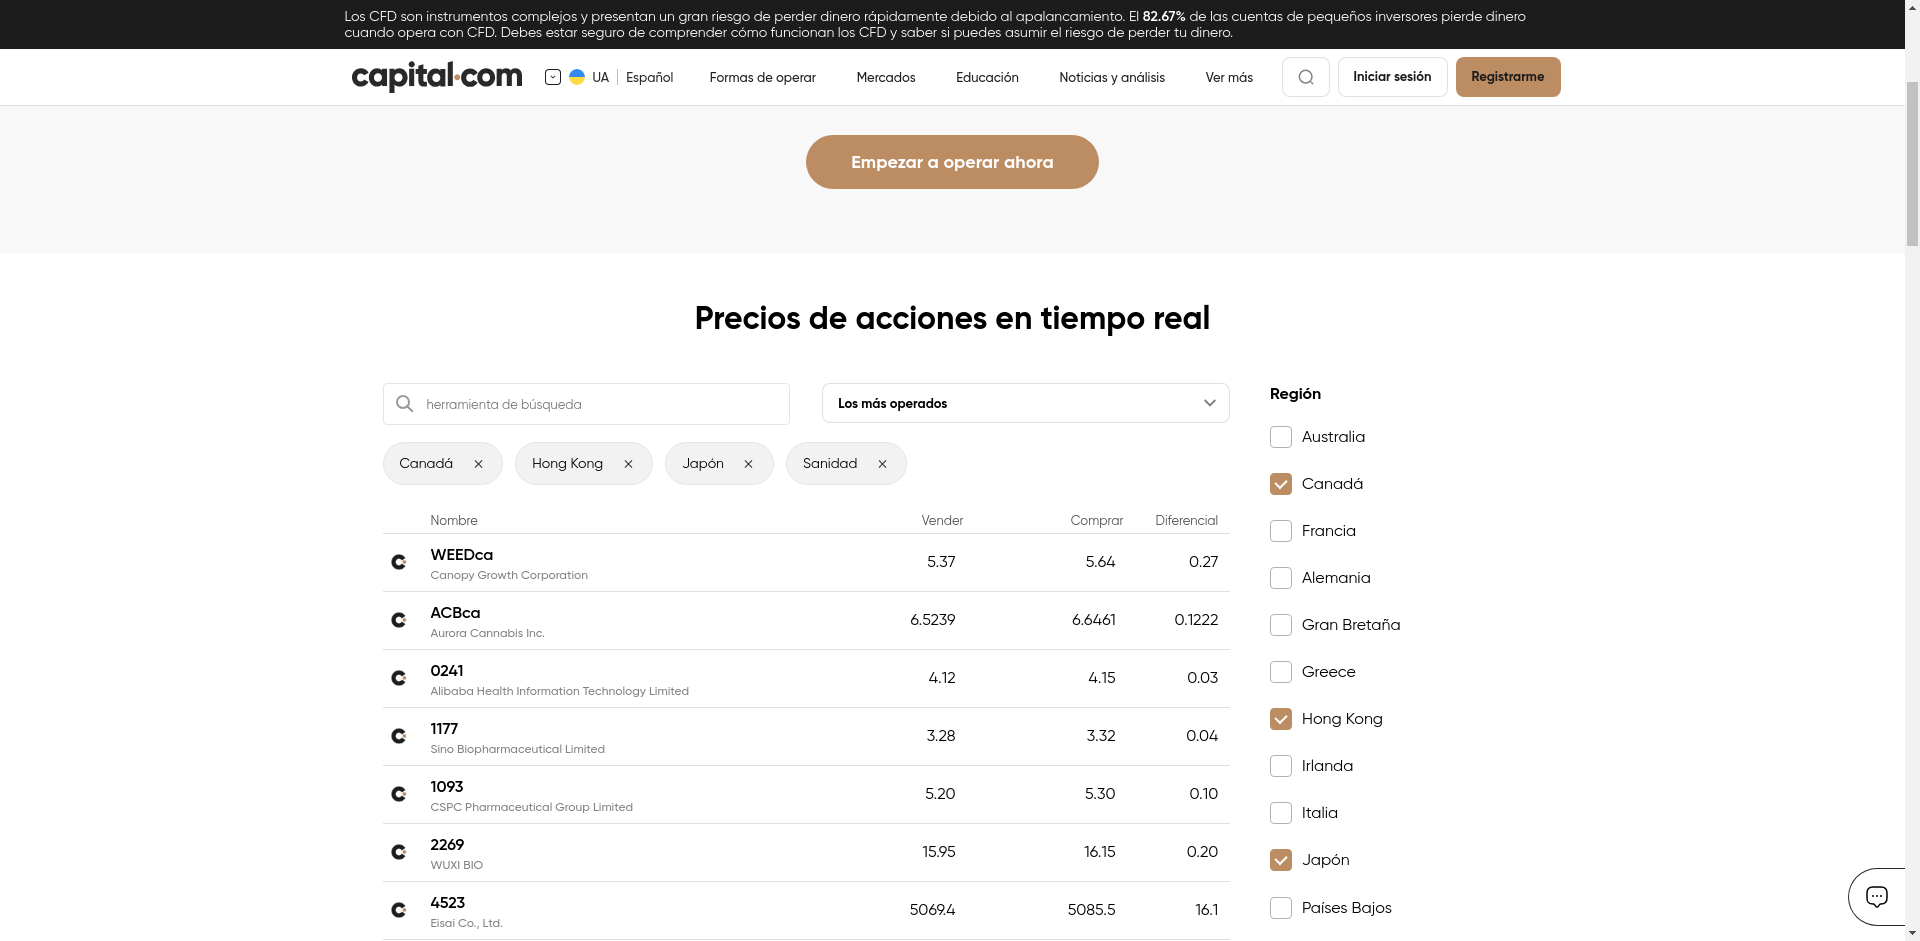 Los CFD son instrumentos complejos y presentan un gran riesgo de perder dinero rápidamente debido al apalancamiento. El 82.67% de las cuentas de pequeños inversores pierde dinero
cuando opera con CFD. Debes estar seguro de comprender cómo funcionan los CFD y saber si puedes asumir el riesgo de perder tu dinero.
capital.com UA Español Formas de operar Mercados Educación Noticias y análisis Ver más Iniciar sesión Registrarme
Empezar a operar ahora
Precios de acciones en tiempo real
herramienta de búsqueda Los más operados
Canadá Hong Kong Japón Sanidad
Nombre Vender Comprar Diferencial
WEEDca 5.37 5.64 0.27
Canopy Growth Corporation
ACBca 6.5239 6.6461 0.1222
Aurora Cannabis Inc.
0241 4.12 4.15 0.03
Alibaba Health Information Technology Limited
1177 3.28 3.32 0.04
Sino Biopharmaceutical Limited
1093 5.20 5.30 0.10
CSPC Pharmaceutical Group Limited
2269 15.95 16.15 0.20
WUXI BIO
4523 5069.4 5085.5 16.1
Eisai Co., Ltd.
Región
Australia
Canadá
Francia
Alemania
Gran Bretaña
Greece
Hong Kong
Irlanda
Italia
Japón
Países Bajos